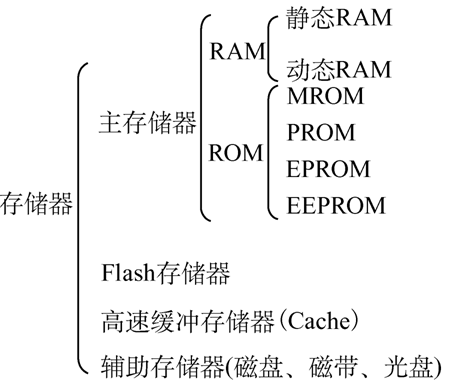 存储器
主存储器
RAM
静态RAM
动态RAM
ROM
MROM
PROM
EPROM
EEPROM
Flash存储器
高速缓冲存储器(Cache)
辅助存储器(磁盘、磁带、光盘)